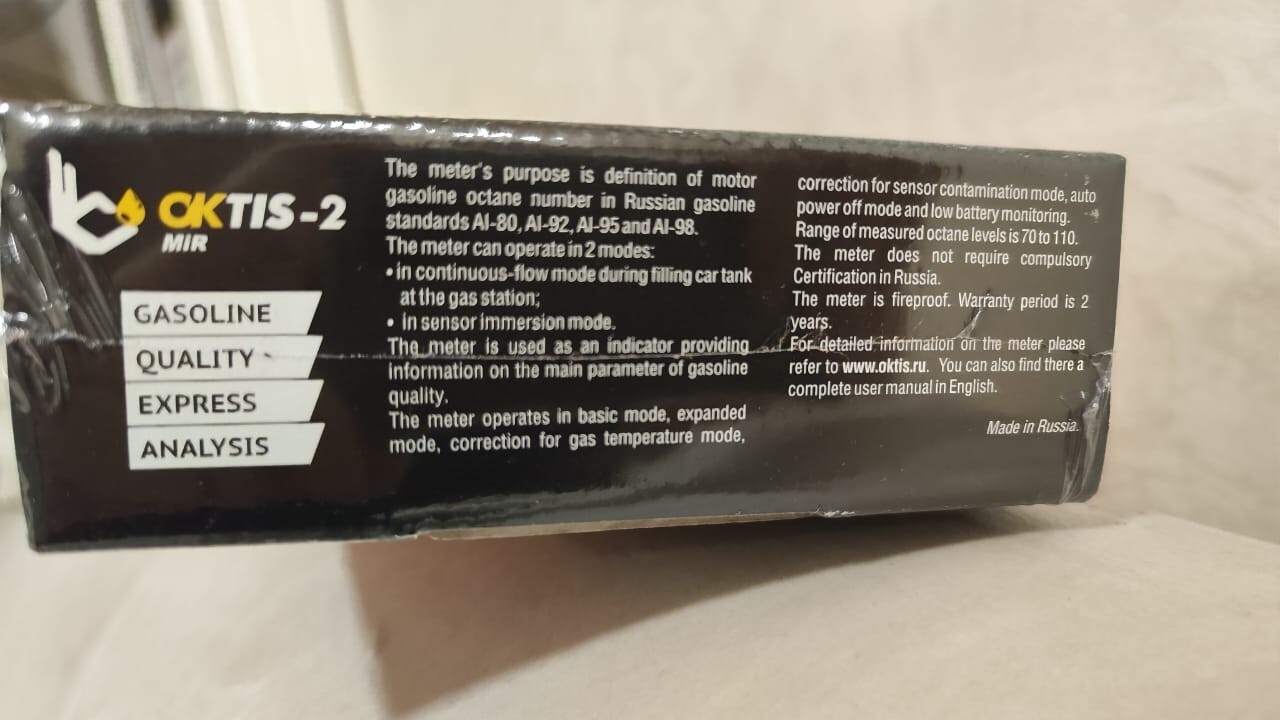 OKTIS-2
MIR
GASOLINE
QUALITY
EXPRESS
ANALYSIS
The meter's purpose is definition of motor
gasoline octane number in Russian gasoline
standards AI-80, AI-92, AI-95 and AI-98.
The meter can operate in 2 modes:
• in continuous-flow mode during filling car tank
at the gas station;
• in sensor immersion mode.
The meter is used as an indicator providing
information on the main parameter of gasoline
quality.
The meter operates in basic mode, expanded
mode, correction for gas temperature mode,
correction for sensor contamination mode, auto
power off mode and low battery monitoring.
Range of measured octane levels is 70 to 110.
The meter does not require compulsory
Certification in Russia.
The meter is fireproof. Warranty period is 2
years.
For detailed information on the meter please
refer to www.oktis.ru. You can also find there a
complete user manual in English.
Made in Russia.